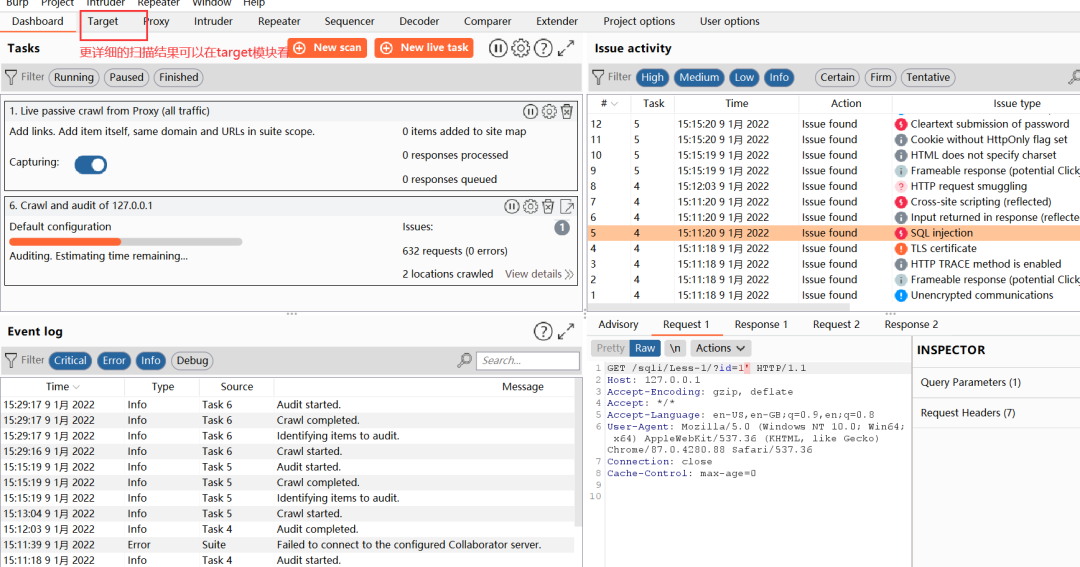 Burp Project Intruder Repeater Window Help
Dashboard Target Proxy Intruder Repeater Sequencer Decoder Comparer Extender Project options User options
Tasks
更详细的扫描结果可以在target模块看
New scan New live task
Filter Running Paused Finished
1. Live passive crawl from Proxy (all traffic)
Add links. Add item itself, same domain and URLs in suite scope.
0 items added to site map
Capturing:
0 responses processed
0 responses queued
6. Crawl and audit of 127.0.0.1
Default configuration
Issues: 1
632 requests (0 errors)
Auditing. Estimating time remaining...
2 locations crawled View details
Issue activity
Filter High Medium Low Info Certain Firm Tentative
# Task Time Action Issue type
12 5 15:15:20 9 1月 2022 Issue found Cleartext submission of password
11 5 15:15:20 9 1月 2022 Issue found Cookie without HttpOnly flag set
10 5 15:15:19 9 1月 2022 Issue found HTML does not specify charset
9 5 15:15:19 9 1月 2022 Issue found Frameable response (potential Click
8 4 15:12:03 9 1月 2022 Issue found HTTP request smuggling
7 4 15:11:20 9 1月 2022 Issue found Cross-site scripting (reflected)
6 4 15:11:20 9 1月 2022 Issue found Input returned in response (reflecte
5 4 15:11:20 9 1月 2022 Issue found SQL injection
4 4 15:11:18 9 1月 2022 Issue found TLS certificate
3 4 15:11:18 9 1月 2022 Issue found HTTP TRACE method is enabled
2 4 15:11:18 9 1月 2022 Issue found Frameable response (potential Click
1 4 15:11:18 9 1月 2022 Issue found Unencrypted communications
Event log
Filter Critical Error Info Debug Search...
Time Type Source Message
15:29:17 9 1月 2022 Info Task 6 Audit started.
15:29:17 9 1月 2022 Info Task 6 Crawl completed.
15:29:17 9 1月 2022 Info Task 6 Identifying items to audit.
15:29:16 9 1月 2022 Info Task 6 Crawl started.
15:15:19 9 1月 2022 Info Task 5 Audit started.
15:15:19 9 1月 2022 Info Task 5 Crawl completed.
15:15:19 9 1月 2022 Info Task 5 Identifying items to audit.
15:13:04 9 1月 2022 Info Task 5 Crawl started.
15:12:03 9 1月 2022 Info Task 4 Audit completed.
15:11:39 9 1月 2022 Error Suite Failed to connect to the configured Collaborator server.
15:11:18 9 1月 2022 Info Task 4 Audit started.
Advisory Request 1 Response 1 Request 2 Response 2
Pretty Raw \n Actions
1 GET /sqli/Less-1/?id=1' HTTP/1.1
2 Host: 127.0.0.1
3 Accept-Encoding: gzip, deflate
4 Accept: */*
5 Accept-Language: en-US,en-GB;q=0.9,en;q=0.8
6 User-Agent: Mozilla/5.0 (Windows NT 10.0; Win64;
x64) AppleWebKit/537.36 (KHTML, like Gecko)
Chrome/87.0.4280.88 Safari/537.36
7 Connection: close
8 Cache-Control: max-age=0
9
10
INSPECTOR
Query Parameters (1)
Request Headers (7)